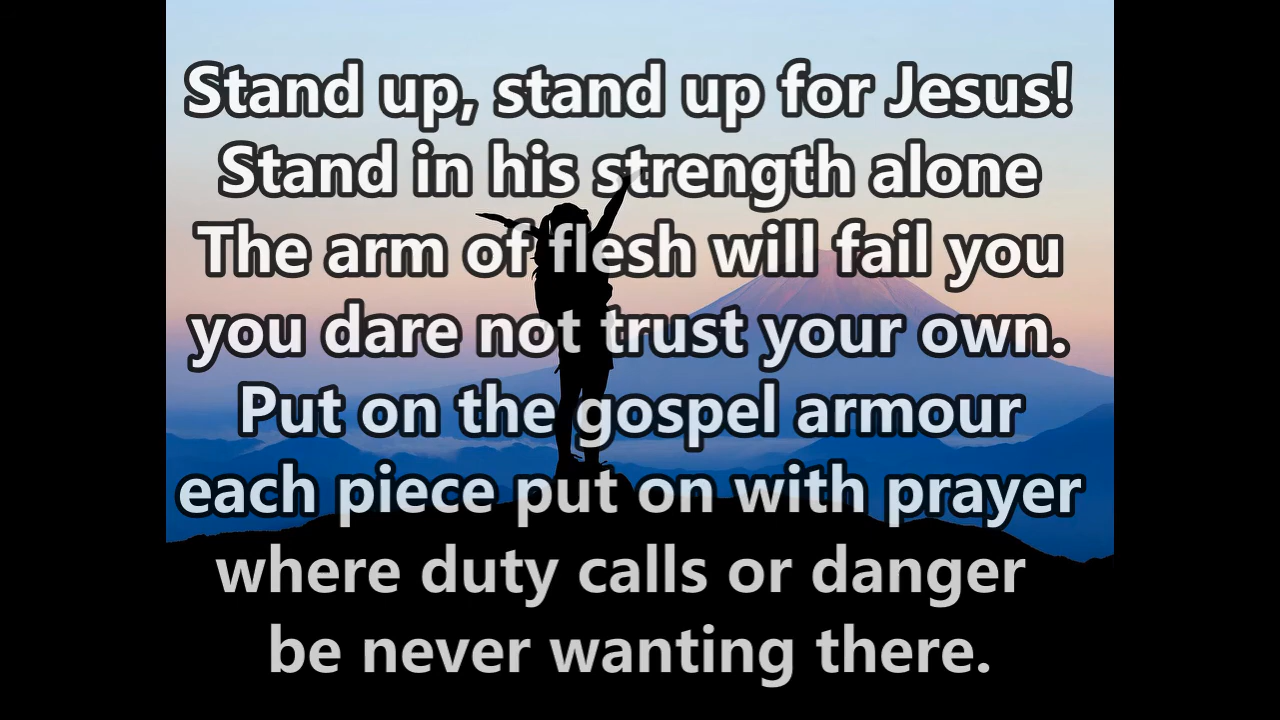 Stand up, stand up for Jesus!
Stand in his strength alone
The arm of flesh will fail you
you dare not trust your own.
Put on the gospel armour
each piece put on with prayer
where duty calls or danger
be never wanting there.